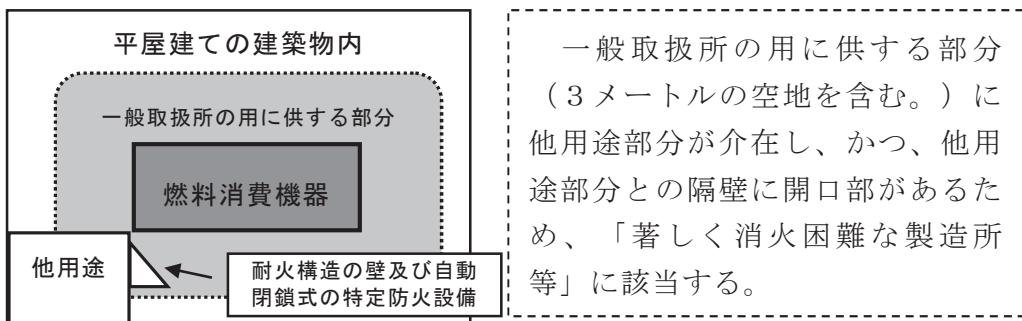 平屋建ての建築物内
一般取扱所の用に供する部分
燃料消費機器
他用途
耐火構造の壁及び自動
閉鎖式の特定防火設備
一般取扱所の用に供する部分
（３メートルの空地を含む。）に
他用途部分が介在し、かつ、他用
途部分との隔壁に開口部があるた
め、「著しく消火困難な製造所
等」に該当する。